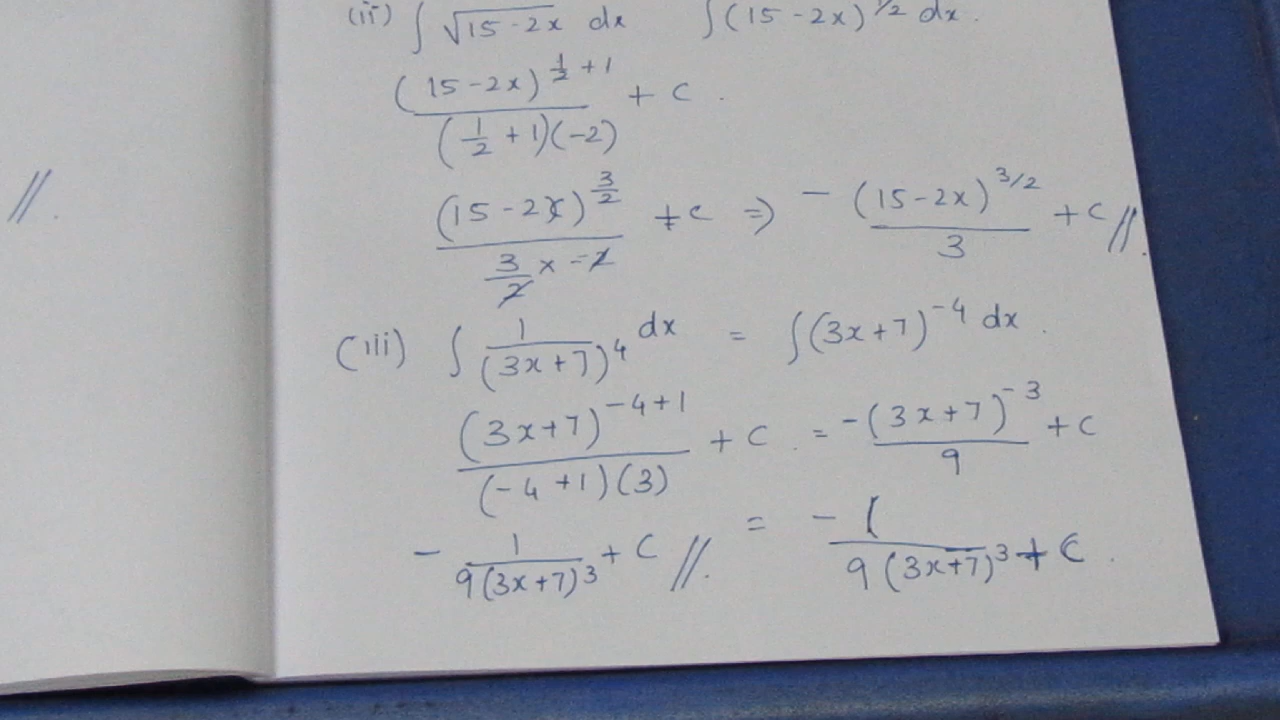 (ii) ∫ √15-2x dx ∫(15-2x)^1/2 dx.
(15-2x)^1/2+1 / (1/2+1)(-2) + C.
(15-2x)^3/2 / 3/2 x -2 + C ⇒ -(15-2x)^3/2 / 3 + C //.
//.
(iii) ∫ 1/(3x+7)^4 dx = ∫(3x+7)^-4 dx.
(3x+7)^-4+1 / (-4+1)(3) + C. = -(3x+7)^-3 / 9 + C
- 1/9(3x+7)^3 + C //. = -1/9(3x+7)^3 + C.